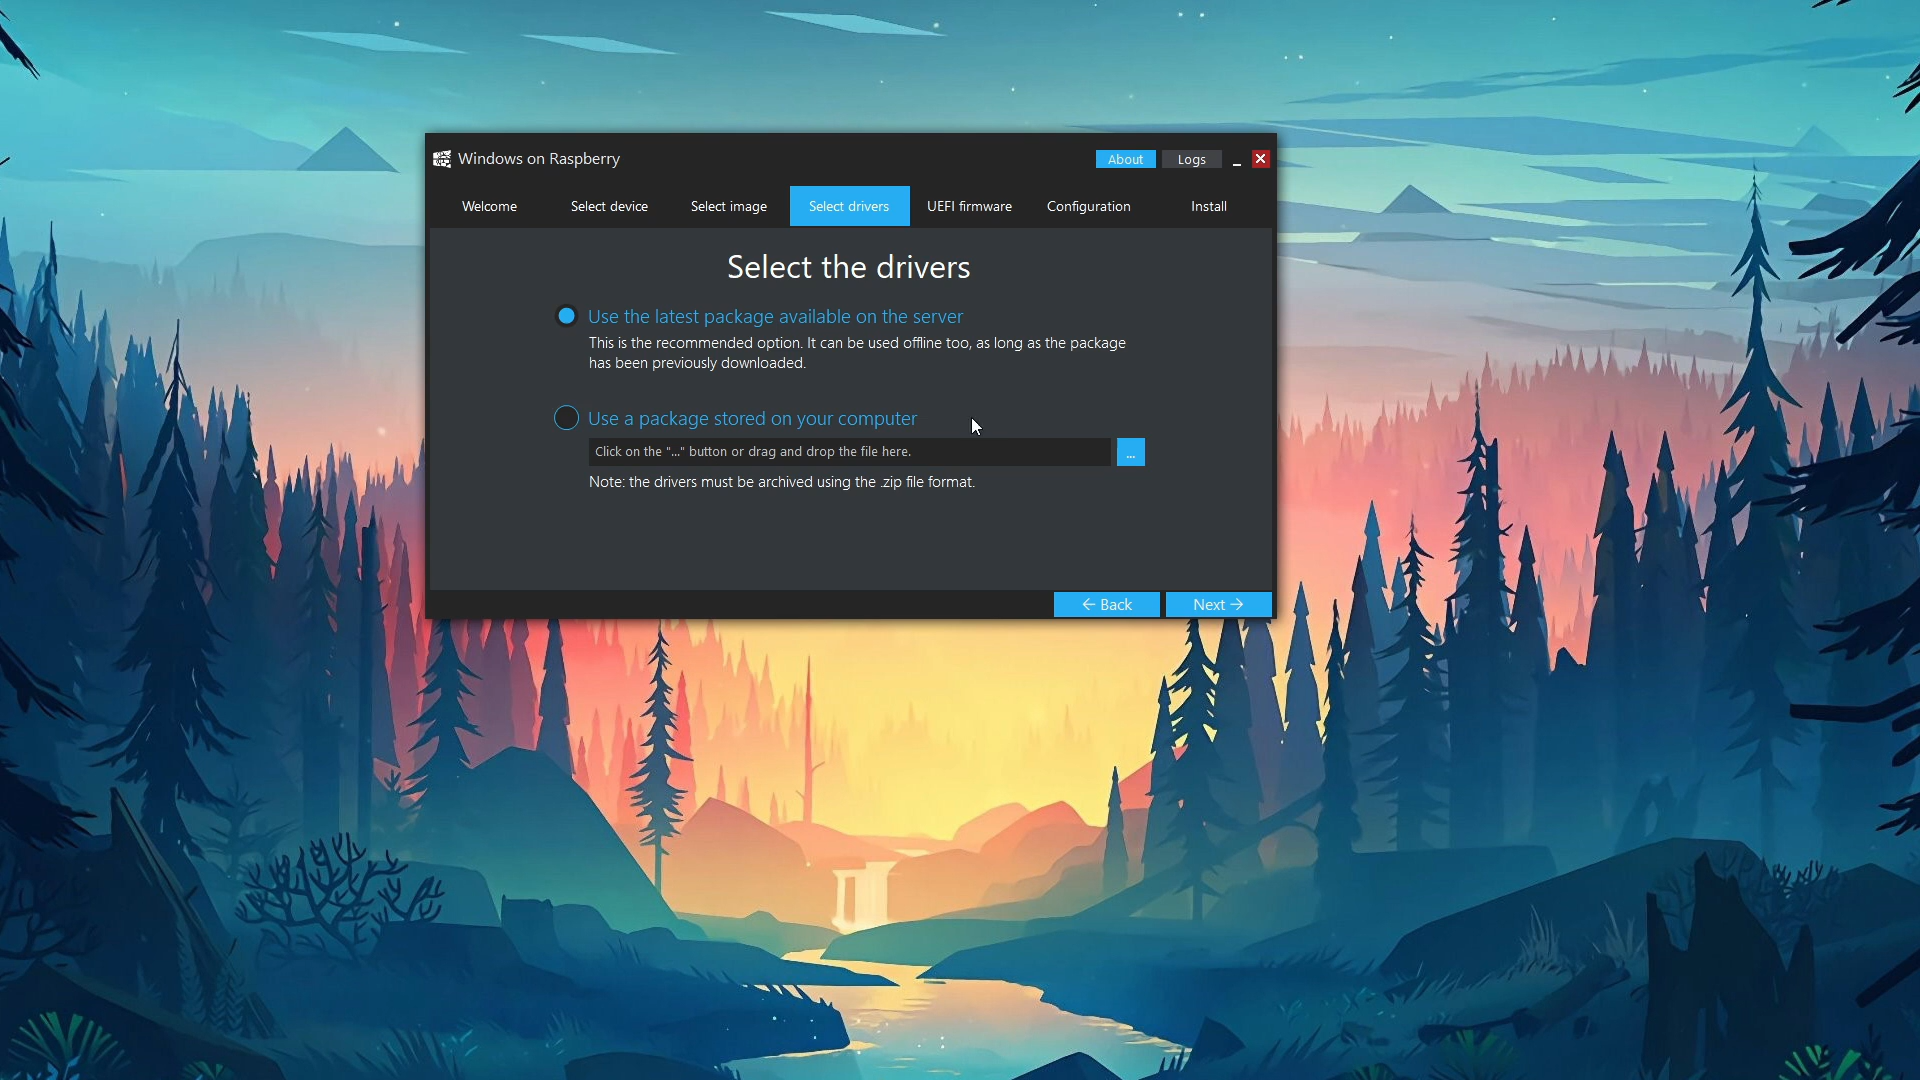 Windows on Raspberry
About
Logs
Welcome
Select device
Select image
Select drivers
UEFI firmware
Configuration
Install
Select the drivers
Use the latest package available on the server
This is the recommended option. It can be used offline too, as long as the package
has been previously downloaded.
Use a package stored on your computer
Click on the "..." button or drag and drop the file here.
...
Note: the drivers must be archived using the .zip file format.
← Back
Next →